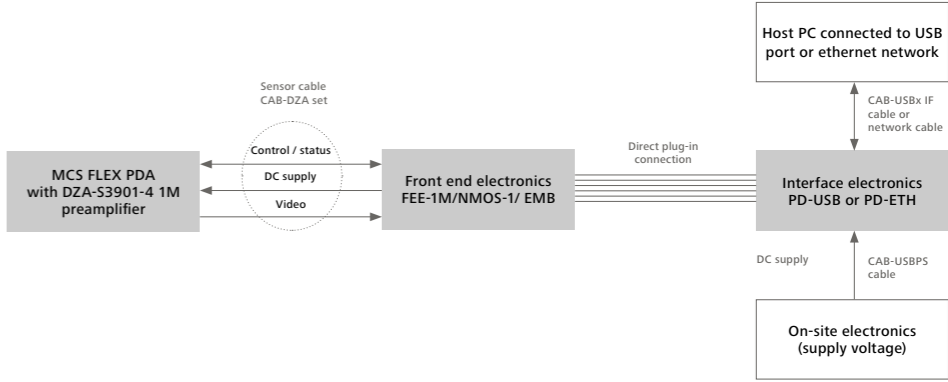 Host PC connected to USB
port or ethernet network
Sensor cable
CAB-DZA set
CAB-USBx IF
cable or
network cable
Control / status
DC supply
Video
Direct plug-in
connection
MCS FLEX PDA
with DZA-S3901-4 1M
preamplifier
Front end electronics
FEE-1M/NMOS-1/ EMB
Interface electronics
PD-USB or PD-ETH
DC supply
CAB-USBPS
cable
On-site electronics
(supply voltage)